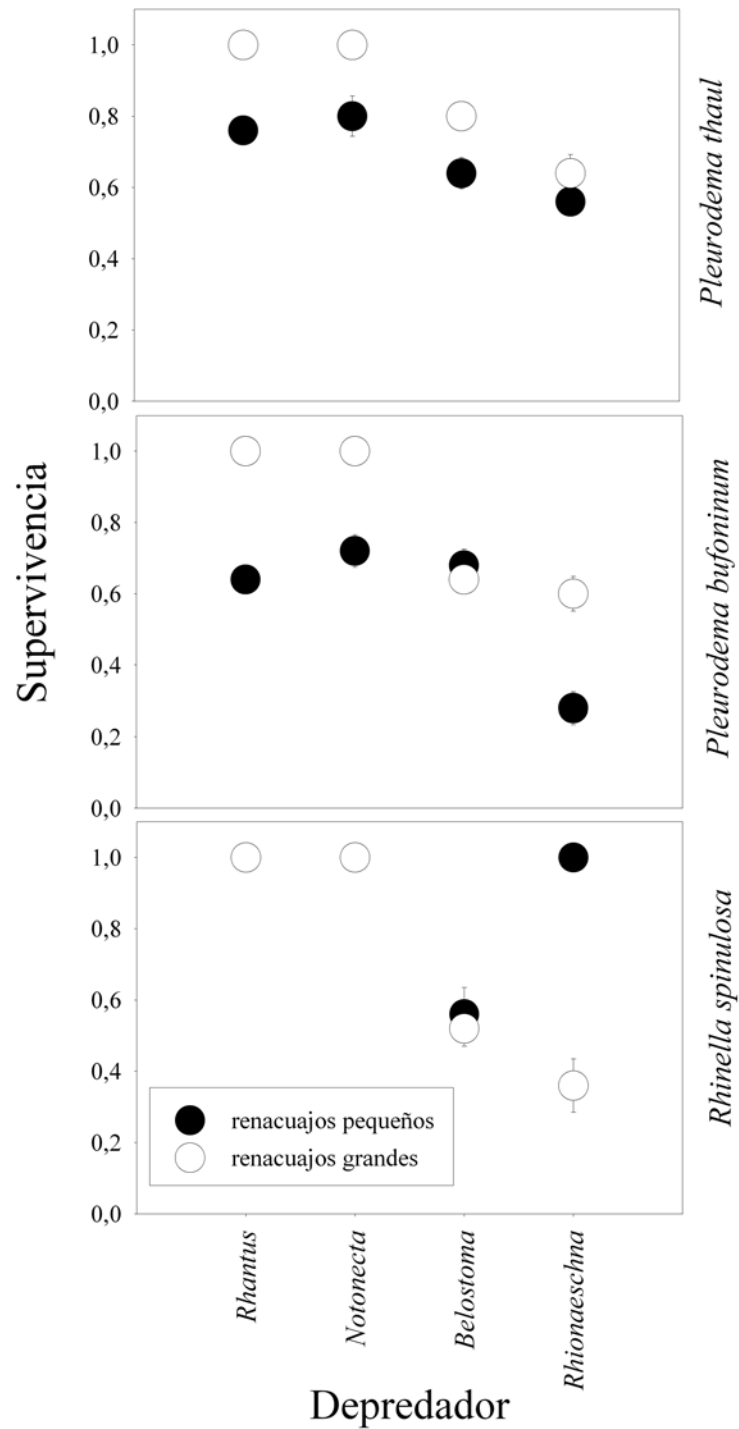 1,0
0,8
0,6
0,4
0,2
0,0
Pleurodema thaul
1,0
0,8
0,6
0,4
0,2
0,0
Pleurodema bufoninum
Supervivencia
1,0
0,8
0,6
0,4
0,2
0,0
Rhinella spinulosa
renacuajos pequeños
renacuajos grandes
Rhantus
Notonecta
Belostoma
Rhionaeschna
Depredador